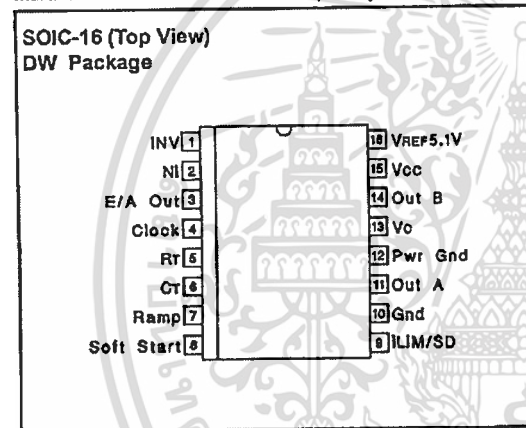 SOIC-16 (Top View)
DW Package
INV 1
NI 2
E/A Out 3
Clock 4
RT 5
CT 6
Ramp 7
Soft Start 8
16 VREF5.1V
15 Vcc
14 Out B
13 Vc
12 Pwr Gnd
11 Out A
10 Gnd
9 ILIM/SD